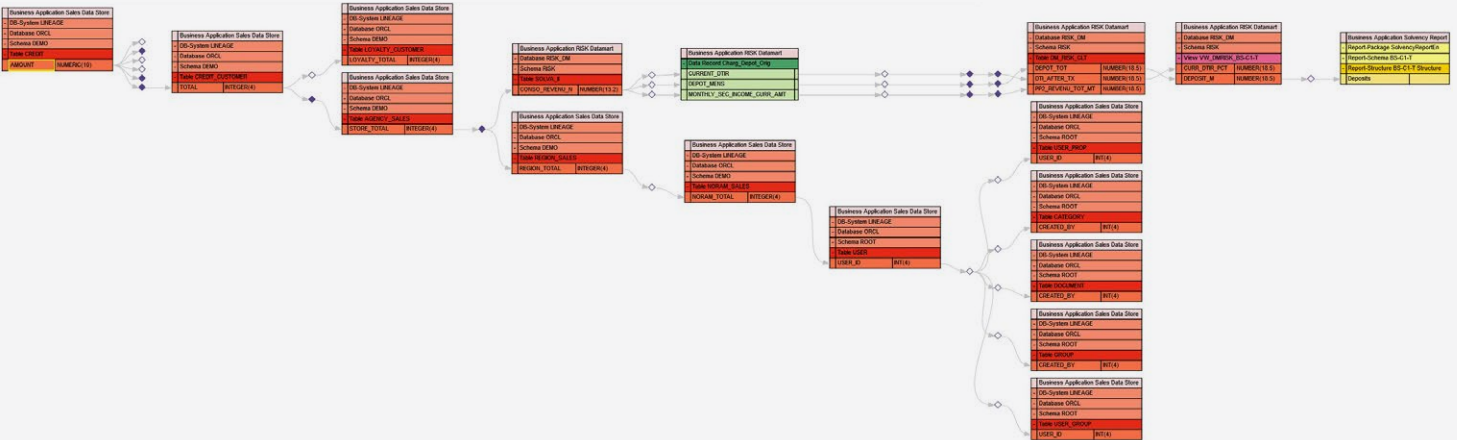 Business Application Sales Data Store
- DB-System LINEAGE
- Database ORCL
- Schema DEMO
- Table CREDIT
AMOUNT NUMERIC(19)
Business Application Sales Data Store
- DB-System LINEAGE
- Database ORCL
- Schema DEMO
- Table CREDIT_CUSTOMER
TOTAL INTEGER(4)
Business Application Sales Data Store
- DB-System LINEAGE
- Database ORCL
- Schema DEMO
- Table LOYALTY_CUSTOMER
LOYALTY_TOTAL INTEGER(4)
Business Application Sales Data Store
- DB-System LINEAGE
- Database ORCL
- Schema DEMO
- Table AGENCY_SALES
STORE_TOTAL INTEGER(4)
Business Application RISK Datamart
- Database RISK_DM
- Schema RISK
- Table SOLVA_II
CONSO_REVENU_N NUMBER(13.2)
Business Application Sales Data Store
- DB-System LINEAGE
- Database ORCL
- Schema DEMO
- Table REGION_SALES
REGION_TOTAL INTEGER(4)
Business Application RISK Datamart
- Data Record Charg_Depot_Orig
CURRENT_DTIR
DEPOT_MENS
MONTHLY_SEC_INCOME_CURR_AMT
Business Application Sales Data Store
- DB-System LINEAGE
- Database ORCL
- Schema DEMO
- Table NORAM_SALES
NORAM_TOTAL INTEGER(4)
Business Application Sales Data Store
- DB-System LINEAGE
- Database ORCL
- Schema ROOT
- Table USER
USER_ID INT(4)
Business Application RISK Datamart
- Database RISK_DM
- Schema RISK
- Table DM_RISK_CLT
DEPOT_TOT NUMBER(18.5)
DTI_AFTER_TX NUMBER(18.5)
PP2_REVENU_TOT_MT NUMBER(18.5)
Business Application RISK Datamart
- Database RISK_DM
- Schema RISK
- View VW_DMRISK_BS-C1-T
CURR_DTIR_PCT NUMBER(18.5)
DEPOSIT_M NUMBER(18.5)
Business Application Solvency Report
- Report-Package SolvencyReportEn
- Report-Schema BS-C1-T
- Report-Structure BS-C1-T Structure
Deposits
Business Application Sales Data Store
- DB-System LINEAGE
- Database ORCL
- Schema ROOT
- Table USER_PROP
USER_ID INT(4)
Business Application Sales Data Store
- DB-System LINEAGE
- Database ORCL
- Schema ROOT
- Table CATEGORY
CREATED_BY INT(4)
Business Application Sales Data Store
- DB-System LINEAGE
- Database ORCL
- Schema ROOT
- Table DOCUMENT
CREATED_BY INT(4)
Business Application Sales Data Store
- DB-System LINEAGE
- Database ORCL
- Schema ROOT
- Table GROUP
CREATED_BY INT(4)
Business Application Sales Data Store
- DB-System LINEAGE
- Database ORCL
- Schema ROOT
- Table USER_GROUP
USER_ID INT(4)